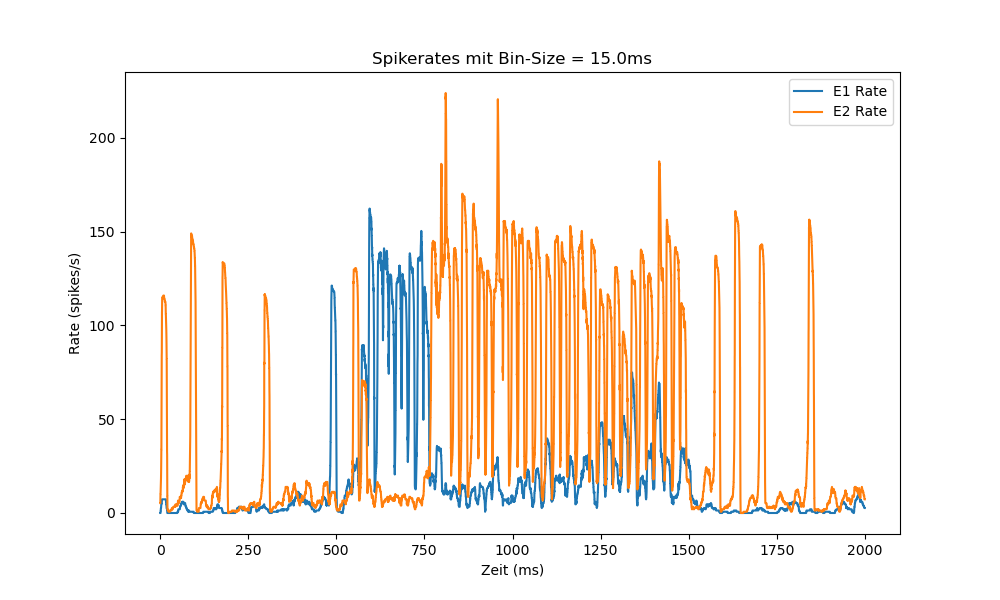 Spikerates mit Bin-Size = 15.0ms
E1 Rate
E2 Rate
Rate (spikes/s)
200
150
100
50
0
0 250 500 750 1000 1250 1500 1750 2000
Zeit (ms)